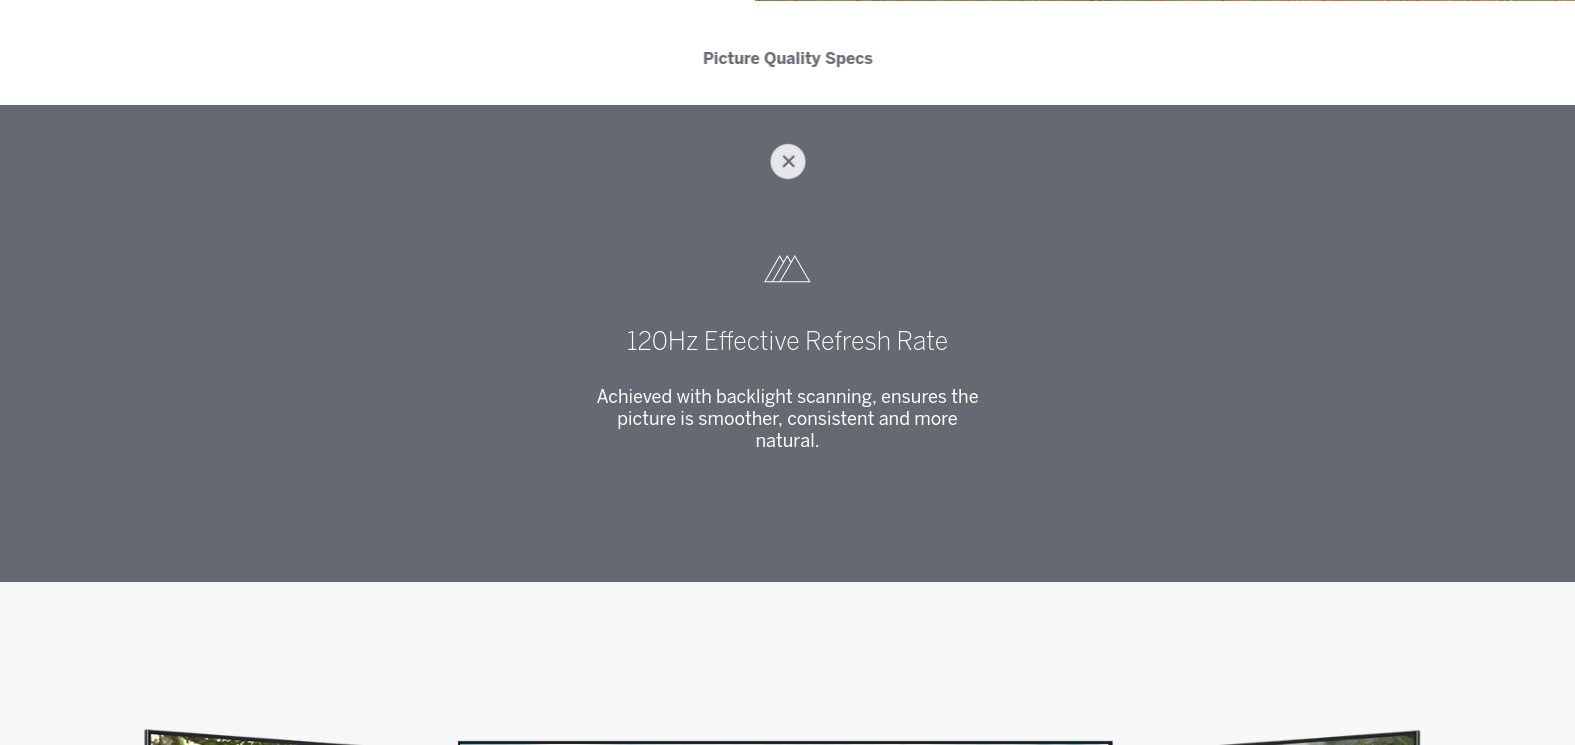 Picture Quality Specs
120Hz Effective Refresh Rate
Achieved with backlight scanning, ensures the
picture is smoother, consistent and more
natural.